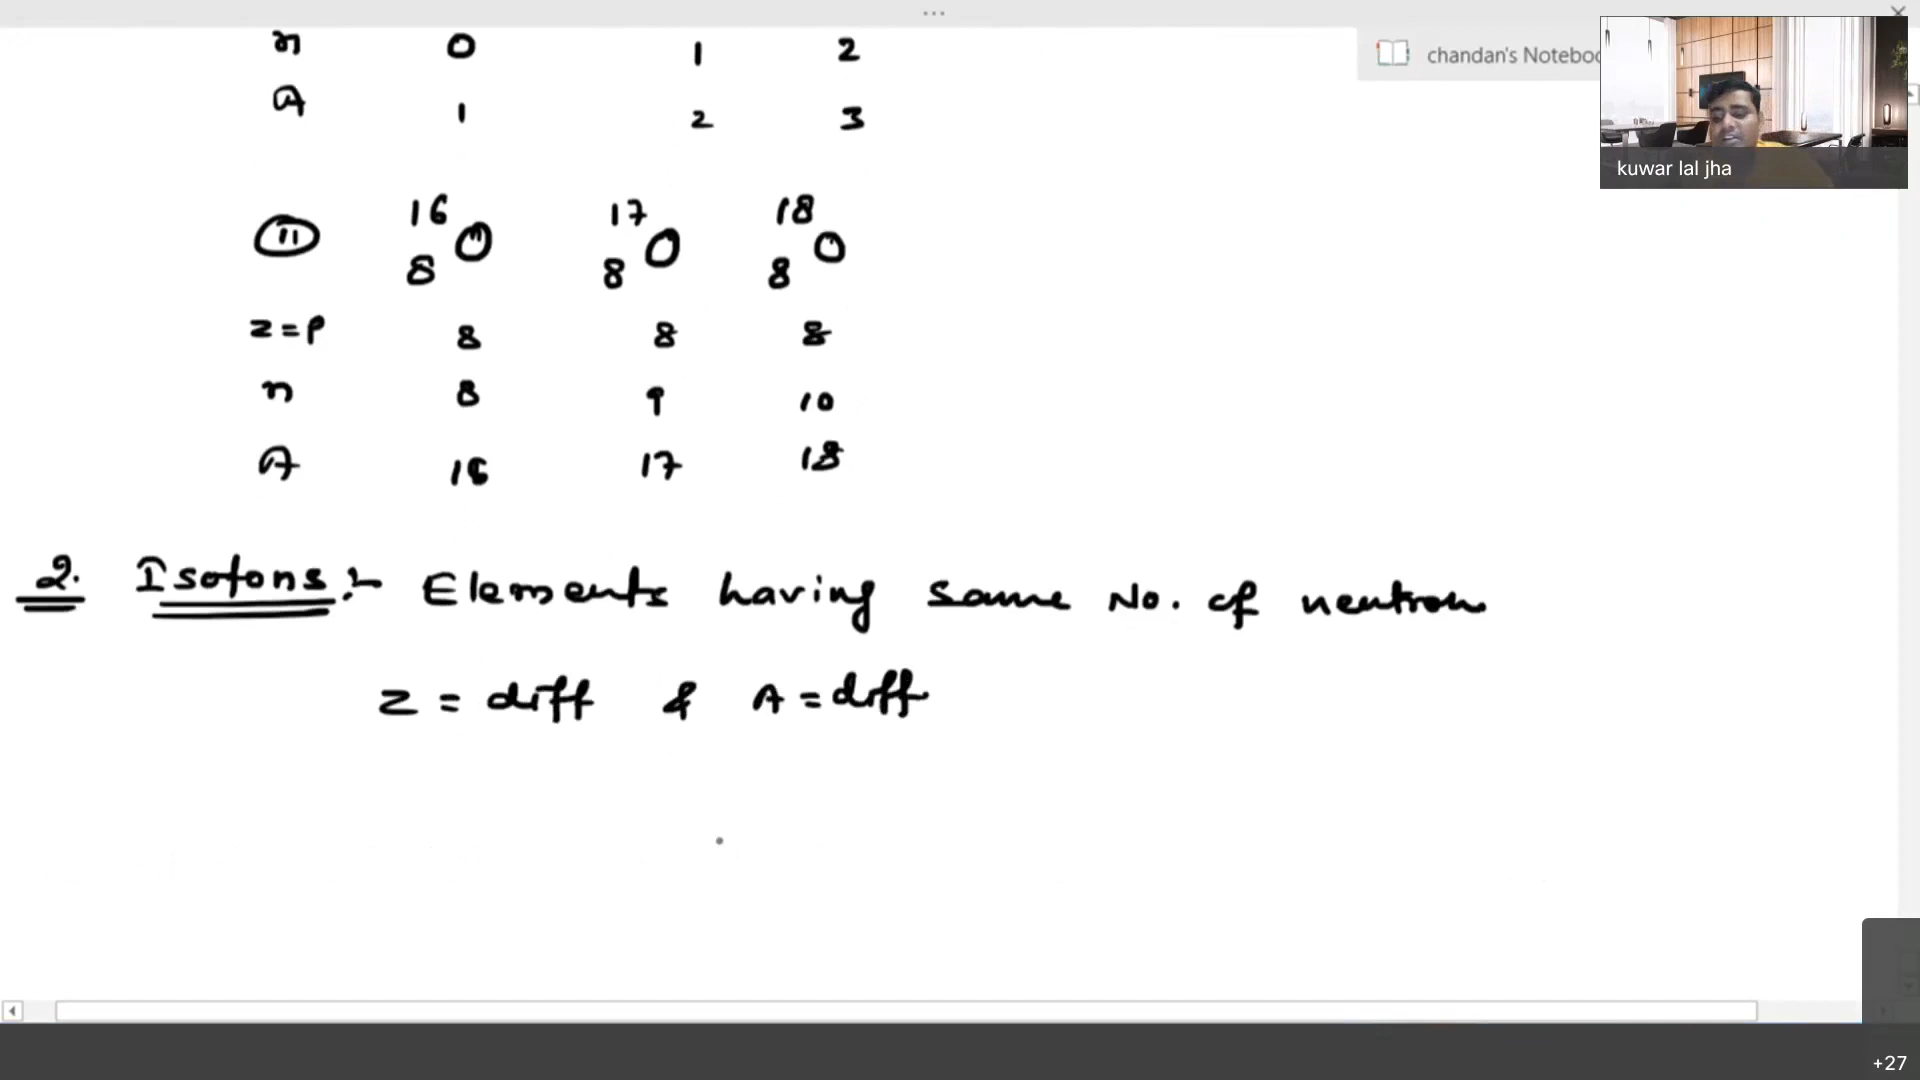 ...
chandan's Noteboo
kuwar lal jha
n 0 1 2
A 1 2 3
(11) 16 8 O 17 8 O 18 8 O
z=p 8 8 8
n 8 9 10
A 16 17 18
2. Isotons :- Elements having same No. of neutron
Z = diff & A = diff
+27